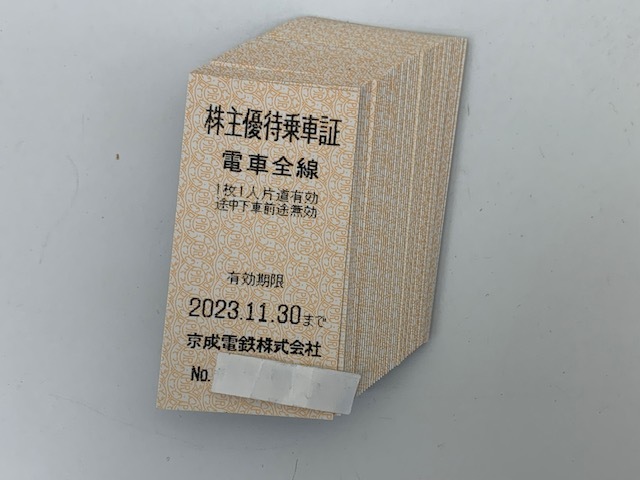 株主優待乗車証
電車全線
1枚1人片道有効
途中下車前途無効
有効期限
2023.11.30まで
京成電鉄株式会社
No.